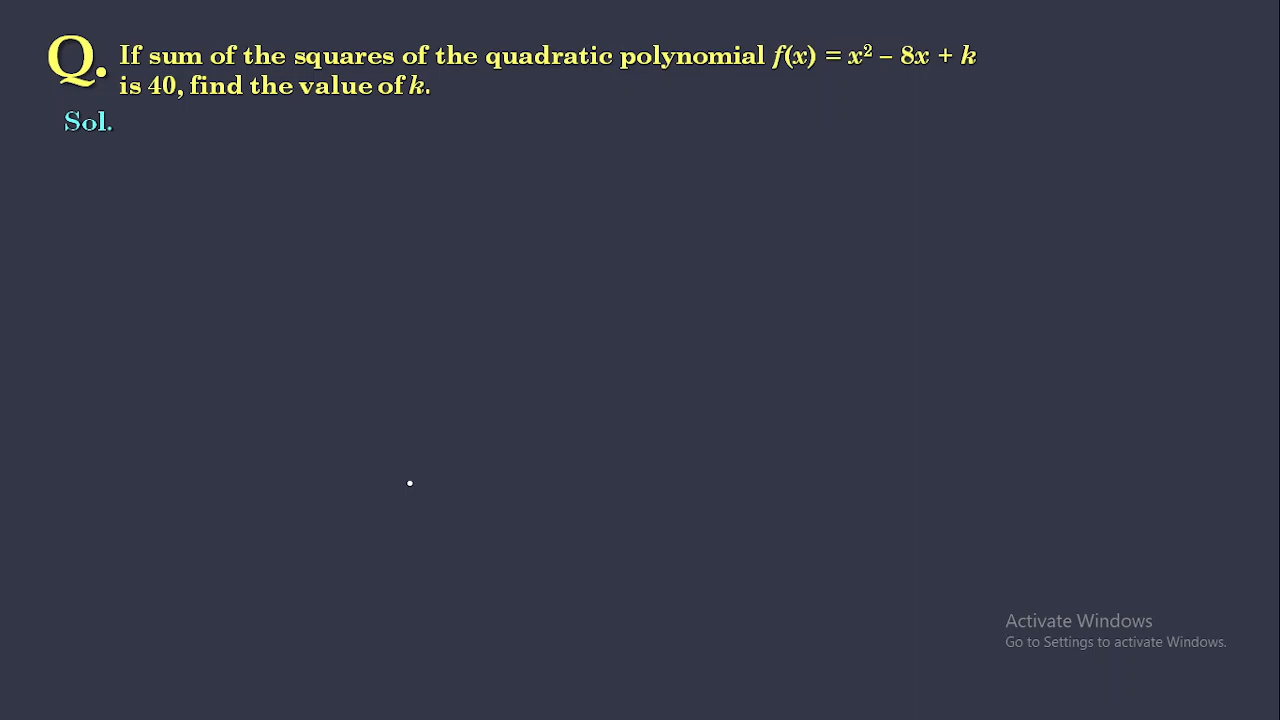 Q. If sum of the squares of the quadratic polynomial f(x) = x² – 8x + k
is 40, find the value of k.
Sol.
Activate Windows
Go to Settings to activate Windows.